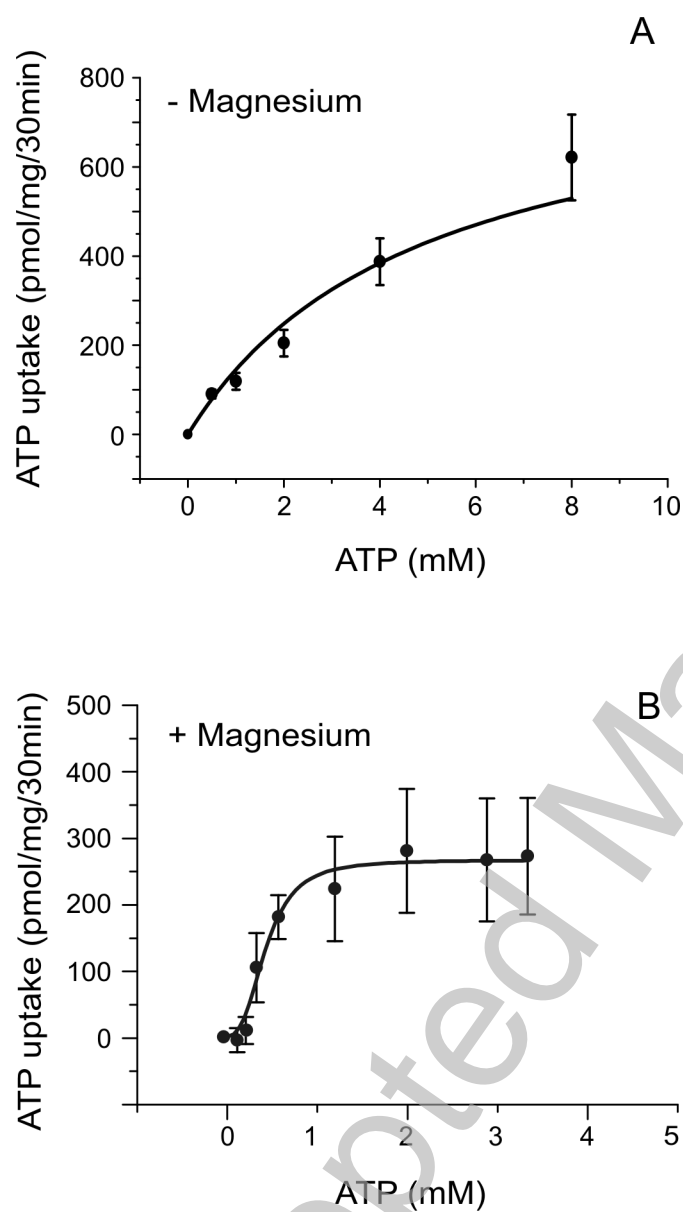 A
- Magnesium
ATP uptake (pmol/mg/30min)
800
600
400
200
0
0 2 4 6 8 10
ATP (mM)
B
+ Magnesium
ATP uptake (pmol/mg/30min)
500
400
300
200
100
0
0 1 2 3 4 5
ATP (mM)
epted Ma